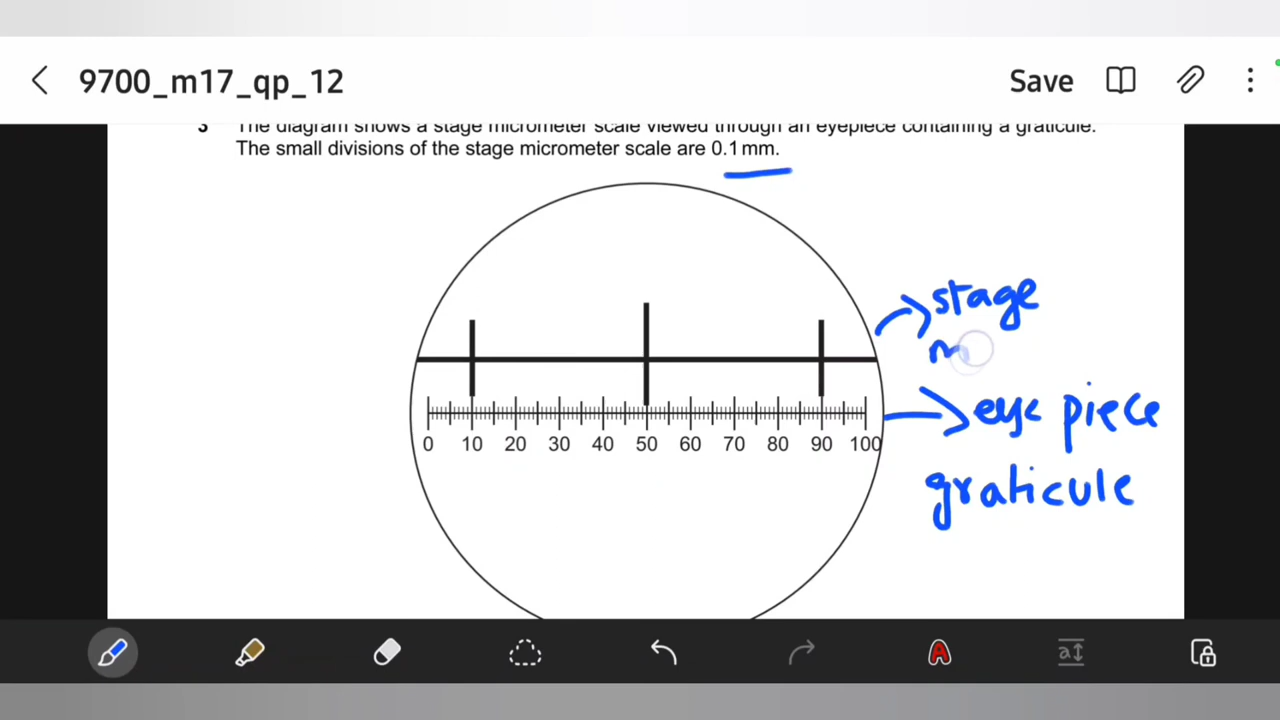 9700_m17_qp_12
Save
3 The diagram shows a stage micrometer scale viewed through an eyepiece containing a graticule.
The small divisions of the stage micrometer scale are 0.1 mm.
stage
m
eye piece
graticule
0 10 20 30 40 50 60 70 80 90 100
A
a